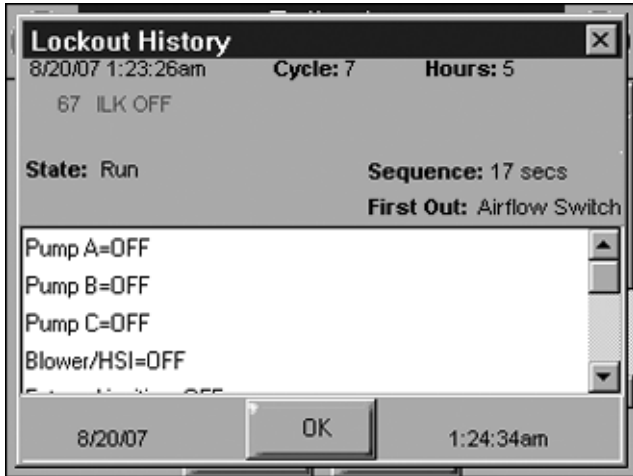 Lockout History
8/20/07 1:23:26am Cycle: 7 Hours: 5
67 ILK OFF
State: Run Sequence: 17 secs
First Out: Airflow Switch
Pump A=OFF
Pump B=OFF
Pump C=OFF
Blower/HSI=OFF
8/20/07 OK 1:24:34am